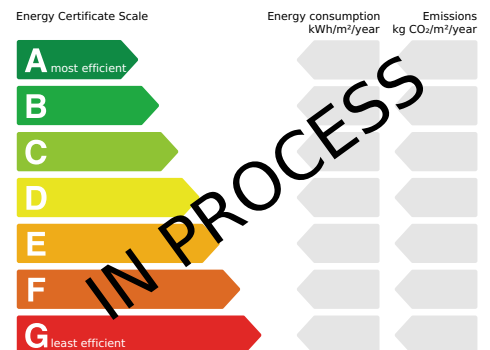 Energy Certificate Scale
Energy consumption
kWh/m²/year
Emissions
kg CO₂/m²/year
A most efficient
B
C
D
E
F
G least efficient
IN PROCESS